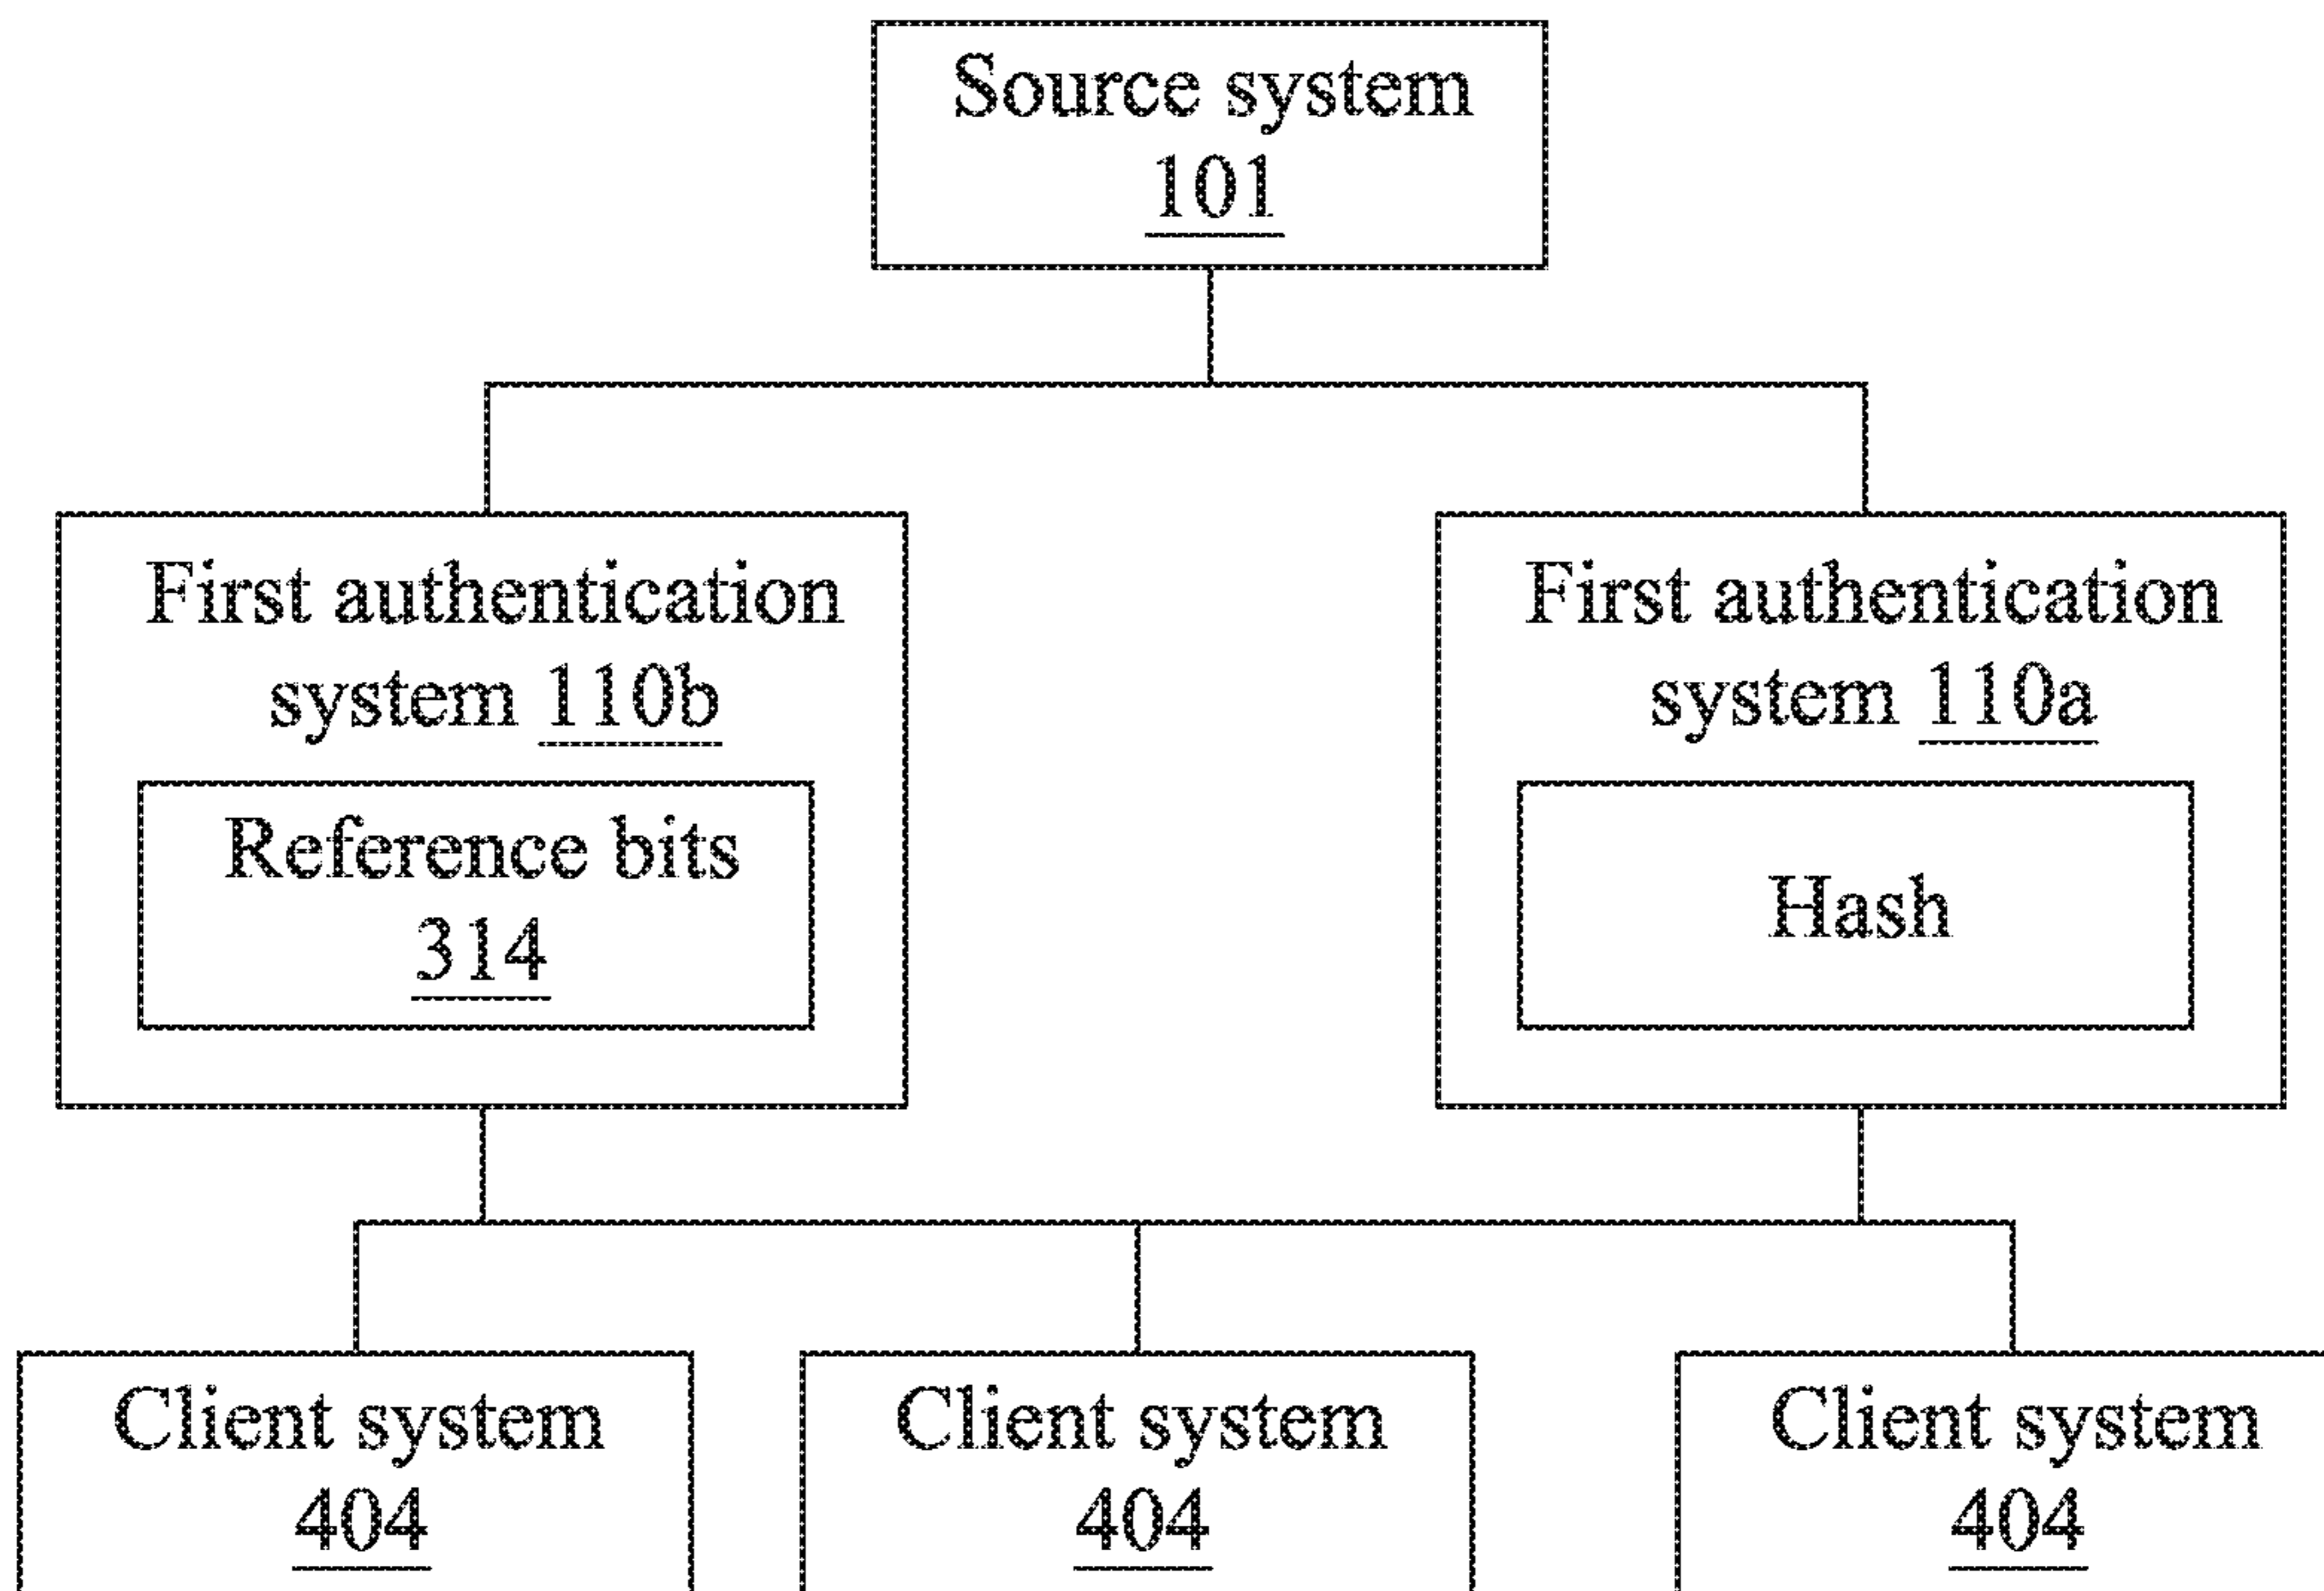 Source system
101
First authentication
system 110b
Reference bits
314
First authentication
system 110a
Hash
Client system
404
Client system
404
Client system
404